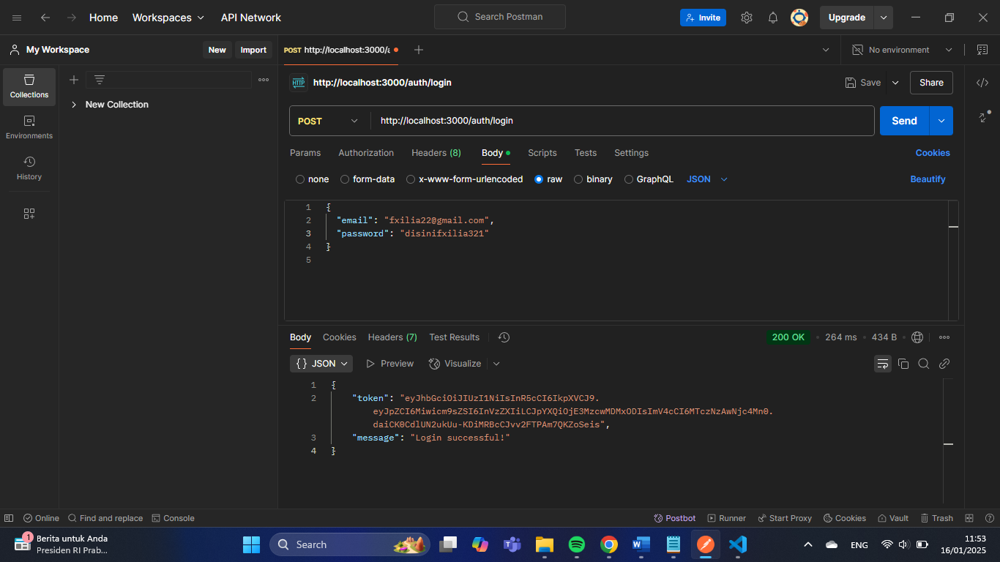 Home
Workspaces
API Network
Search Postman
Invite
Upgrade
My Workspace
New
Import
POST http://localhost:3000/a
No environment
Collections
Environments
History
New Collection
HTTP
http://localhost:3000/auth/login
Save
Share
POST
http://localhost:3000/auth/login
Send
Params
Authorization
Headers (8)
Body
Scripts
Tests
Settings
Cookies
none
form-data
x-www-form-urlencoded
raw
binary
GraphQL
JSON
Beautify
1 {
2 "email": "fxilia22@gmail.com",
3 "password": "disinifxilia321"
4 }
5
Body
Cookies
Headers (7)
Test Results
200 OK
264 ms
434 B
{} JSON
Preview
Visualize
1 {
2 "token": "eyJhbGciOiJIUzI1NiIsInR5cCI6IkpXVCJ9.
eyJpZCI6Miwicm9sZSI6InVzZXIiLCJpYXQiOjE3MzcwMDMxODIsImV4cCI6MTczNzAwNjc4Mn0.
daiCK0CdlUN2ukUu-KDiMRBcCJvv2FTPAm7QKZoSeis",
3 "message": "Login successful!"
4 }
Online
Find and replace
Console
Postbot
Runner
Start Proxy
Cookies
Vault
Trash
1
Berita untuk Anda
Presiden RI Prab...
Search
ENG
11:53
16/01/2025